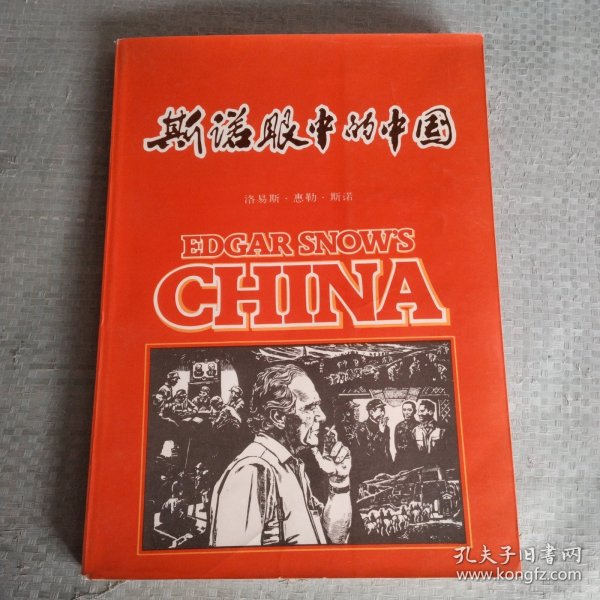 斯诺眼中的中国
洛易斯·惠勒·斯诺
EDGAR SNOW'S
CHINA
孔夫子旧书网
www.kongfz.com